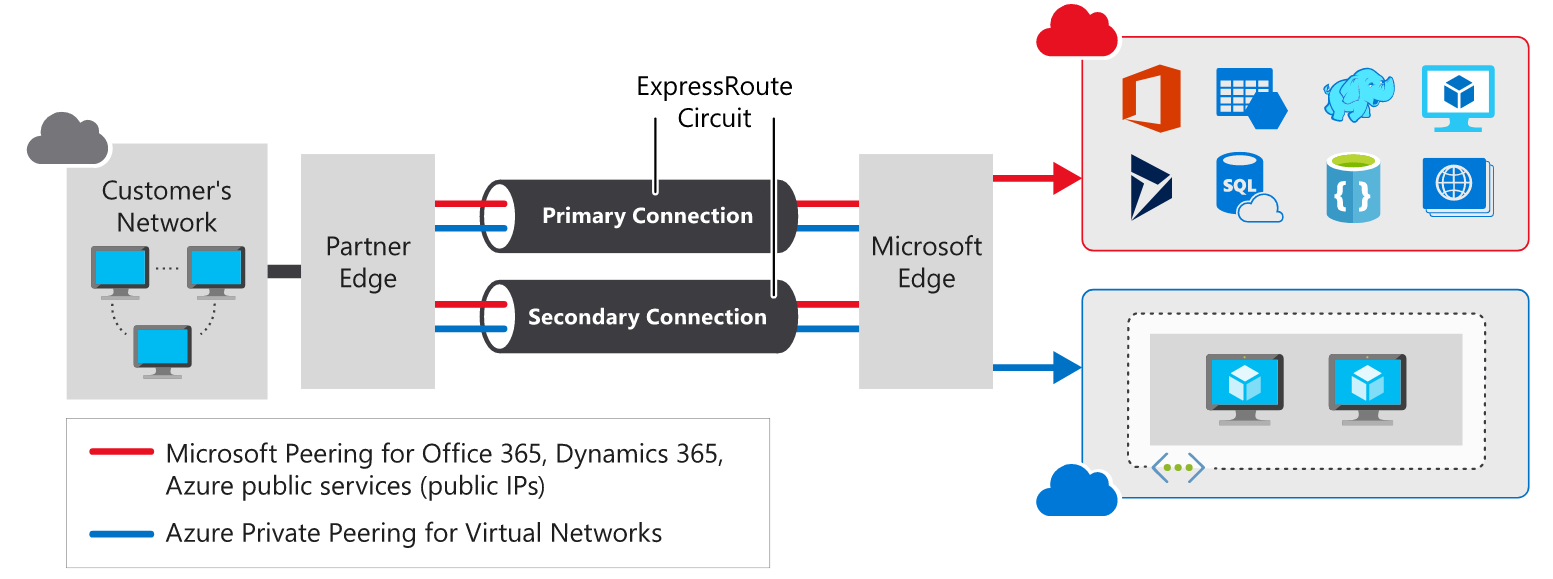 ExpressRoute
Circuit
Customer's
Network
Partner
Edge
Primary Connection
Secondary Connection
Microsoft
Edge
SQL
{ }
Microsoft Peering for Office 365, Dynamics 365,
Azure public services (public IPs)
Azure Private Peering for Virtual Networks